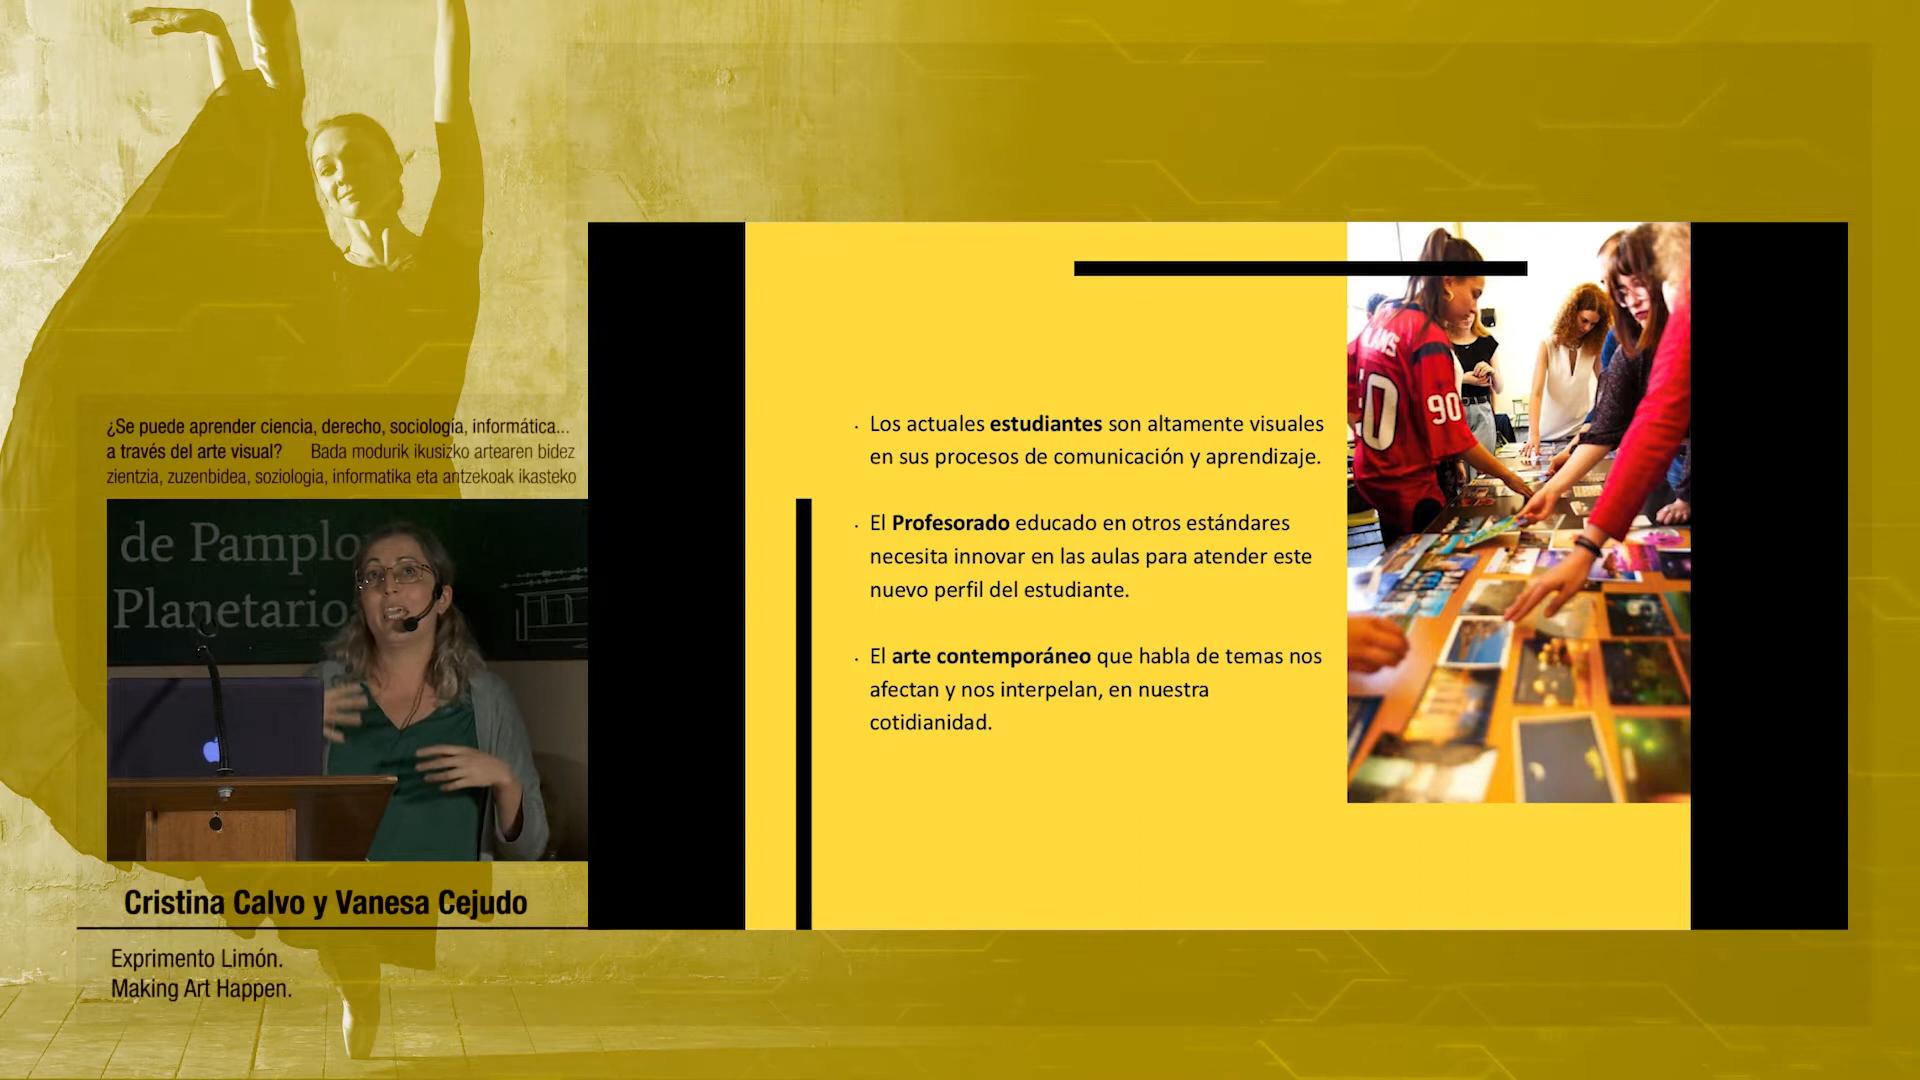 ¿Se puede aprender ciencia, derecho, sociología, informática...
a través del arte visual? Bada modurik ikusizko artearen bidez
zientzia, zuzenbidea, soziologia, informatika eta antzekoak ikasteko
de Pamplo
Planetario
Cristina Calvo y Vanesa Cejudo
Exprimento Limón.
Making Art Happen.
· Los actuales estudiantes son altamente visuales
en sus procesos de comunicación y aprendizaje.
· El Profesorado educado en otros estándares
necesita innovar en las aulas para atender este
nuevo perfil del estudiante.
· El arte contemporáneo que habla de temas nos
afectan y nos interpelan, en nuestra
cotidianidad.
90